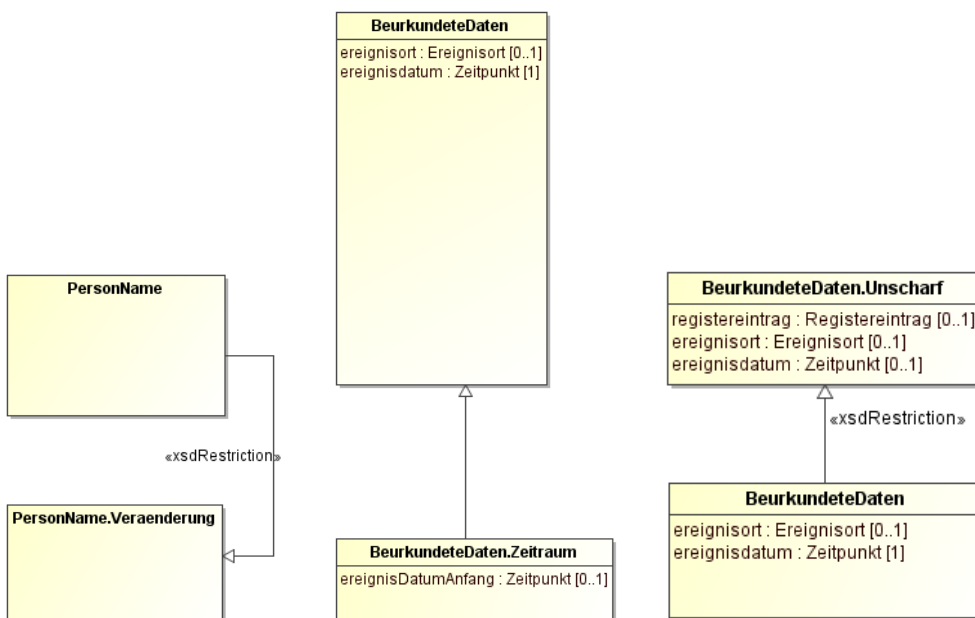 BeurkundeteDaten
ereignisort : Ereignisort [0..1]
ereignisdatum : Zeitpunkt [1]
PersonName
«xsdRestriction»
PersonName.Veraenderung
BeurkundeteDaten.Zeitraum
ereignisDatumAnfang : Zeitpunkt [0..1]
BeurkundeteDaten.Unscharf
registereintrag : Registereintrag [0..1]
ereignisort : Ereignisort [0..1]
ereignisdatum : Zeitpunkt [0..1]
«xsdRestriction»
BeurkundeteDaten
ereignisort : Ereignisort [0..1]
ereignisdatum : Zeitpunkt [1]